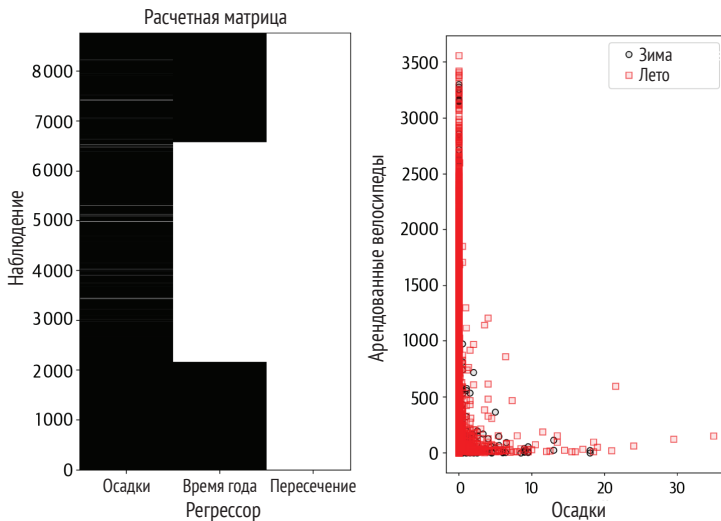 Расчетная матрица
8000
7000
6000
5000
4000
3000
2000
1000
0
Наблюдение
Осадки
Время года
Пересечение
Регрессор
Зима
Лето
3500
3000
2500
2000
1500
1000
500
0
Арендованные велосипеды
0
10
20
30
Осадки